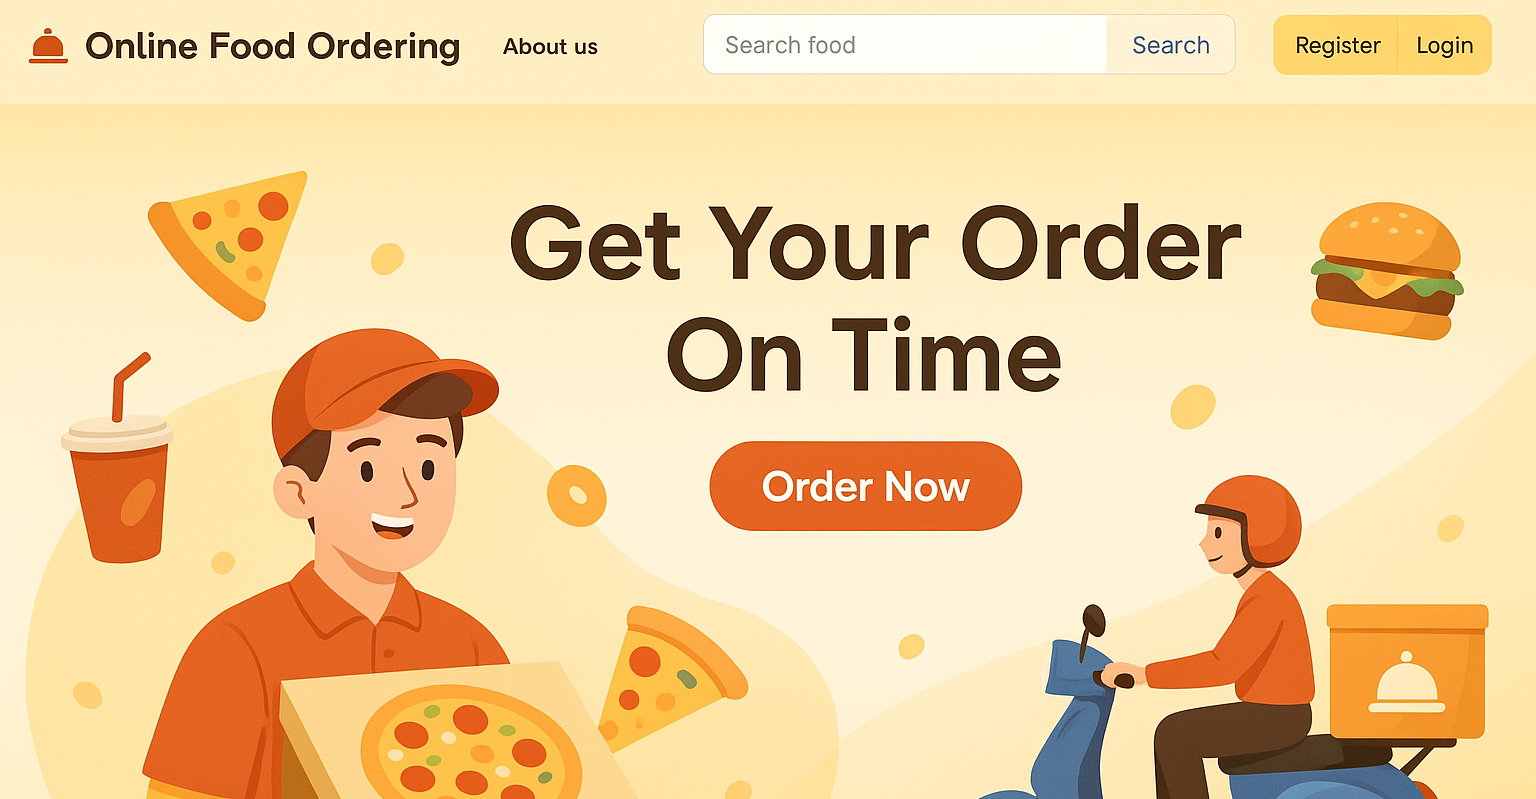 Online Food Ordering
About us
Search food
Search
Register
Login
Get Your Order
On Time
Order Now